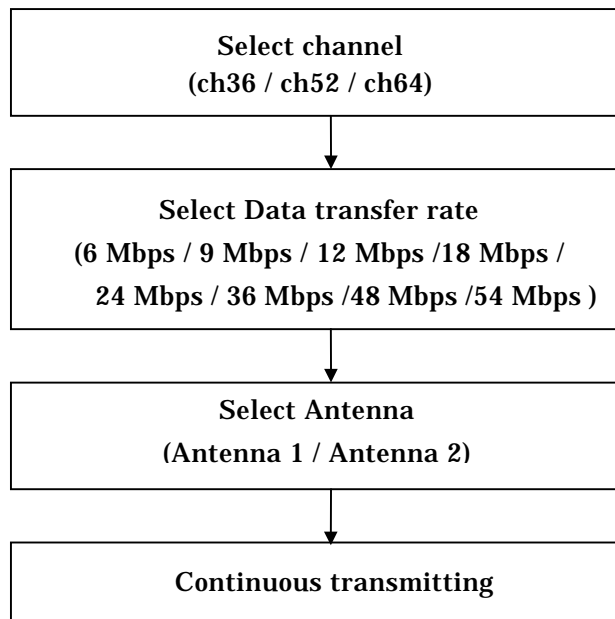 Select channel
(ch36 / ch52 / ch64)
Select Data transfer rate
(6 Mbps / 9 Mbps / 12 Mbps /18 Mbps /
24 Mbps / 36 Mbps /48 Mbps /54 Mbps )
Select Antenna
(Antenna 1 / Antenna 2)
Continuous transmitting